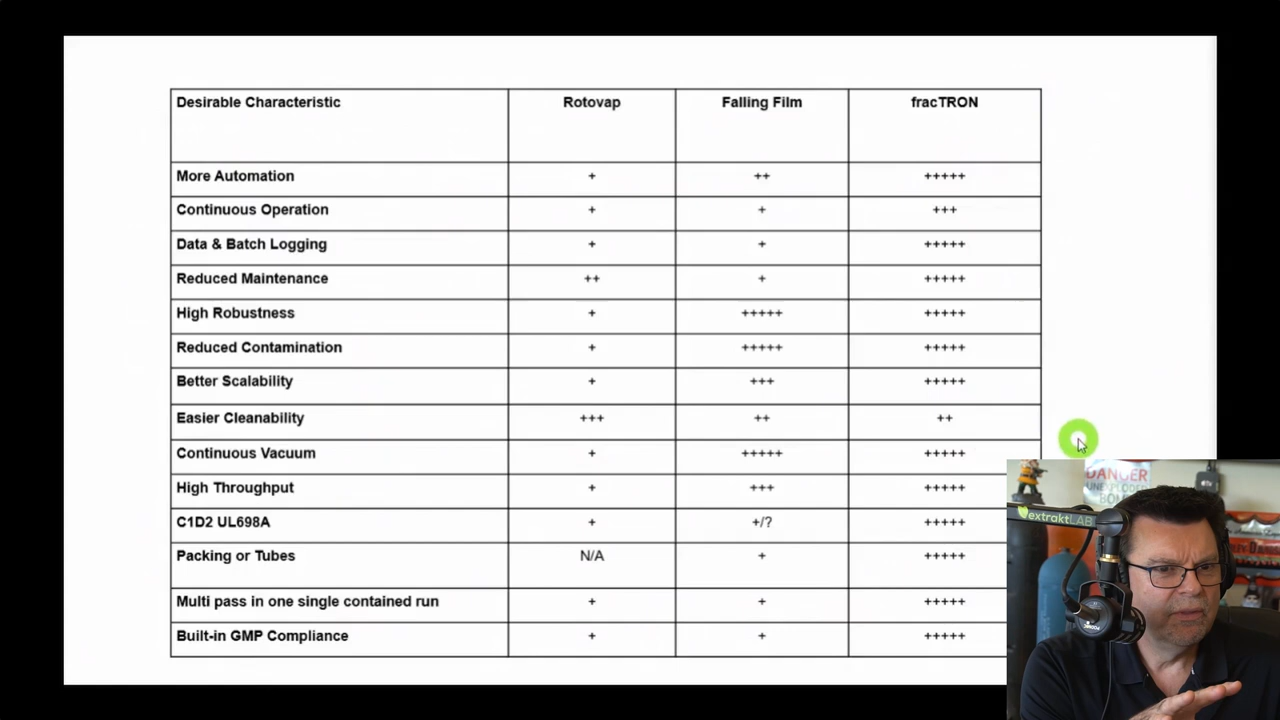 Desirable Characteristic Rotovap Falling Film fracTRON
More Automation + ++ +++++
Continuous Operation + + +++
Data & Batch Logging + + +++++
Reduced Maintenance ++ + +++++
High Robustness + +++++ +++++
Reduced Contamination + +++++ +++++
Better Scalability + +++ +++++
Easier Cleanability +++ ++ ++
Continuous Vacuum + +++++ +++++
High Throughput + +++ +++++
C1D2 UL698A + +/? +++++
Packing or Tubes N/A + +++++
Multi pass in one single contained run + + +++++
Built-in GMP Compliance + + +++++
DANGER
UNEXPLODED
extraktLAB